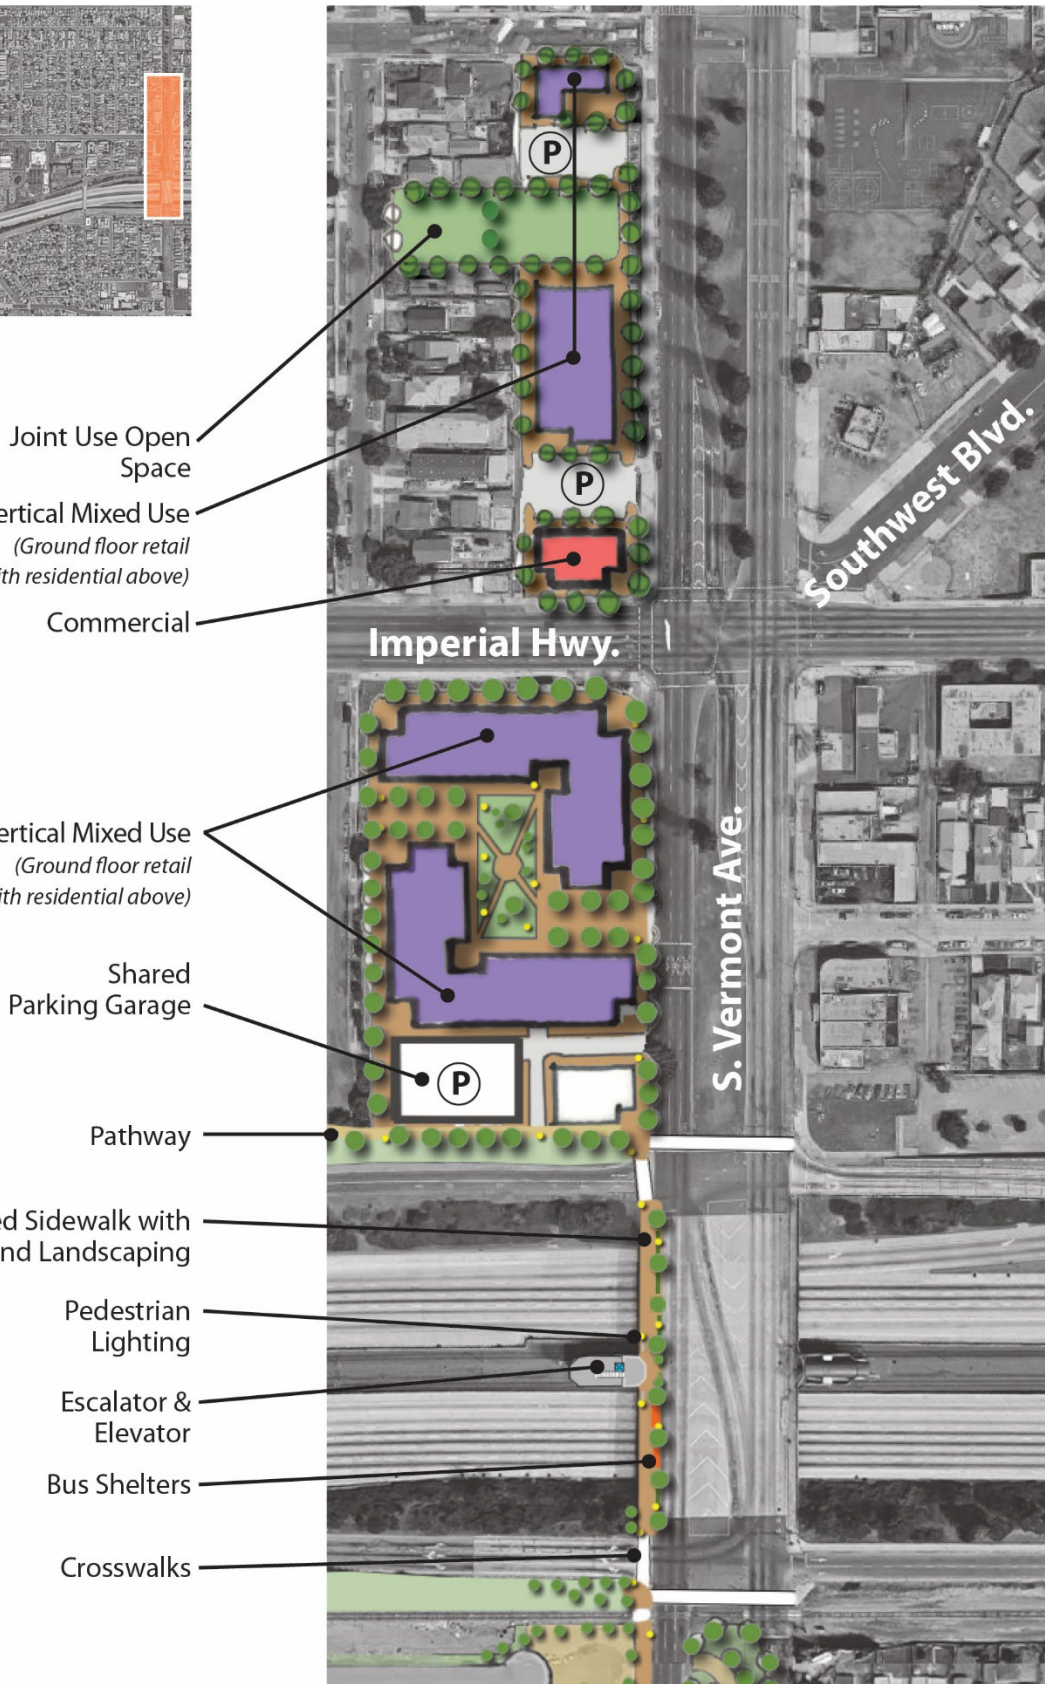 P
Joint Use Open
Space
P
ertical Mixed Use
(Ground floor retail
ith residential above)
Southwest Blvd.
Commercial
Imperial Hwy.
ertical Mixed Use
(Ground floor retail
ith residential above)
S. Vermont Ave.
Shared
Parking Garage
P
Pathway
ed Sidewalk with
nd Landscaping
Pedestrian
Lighting
Escalator &
Elevator
Bus Shelters
Crosswalks